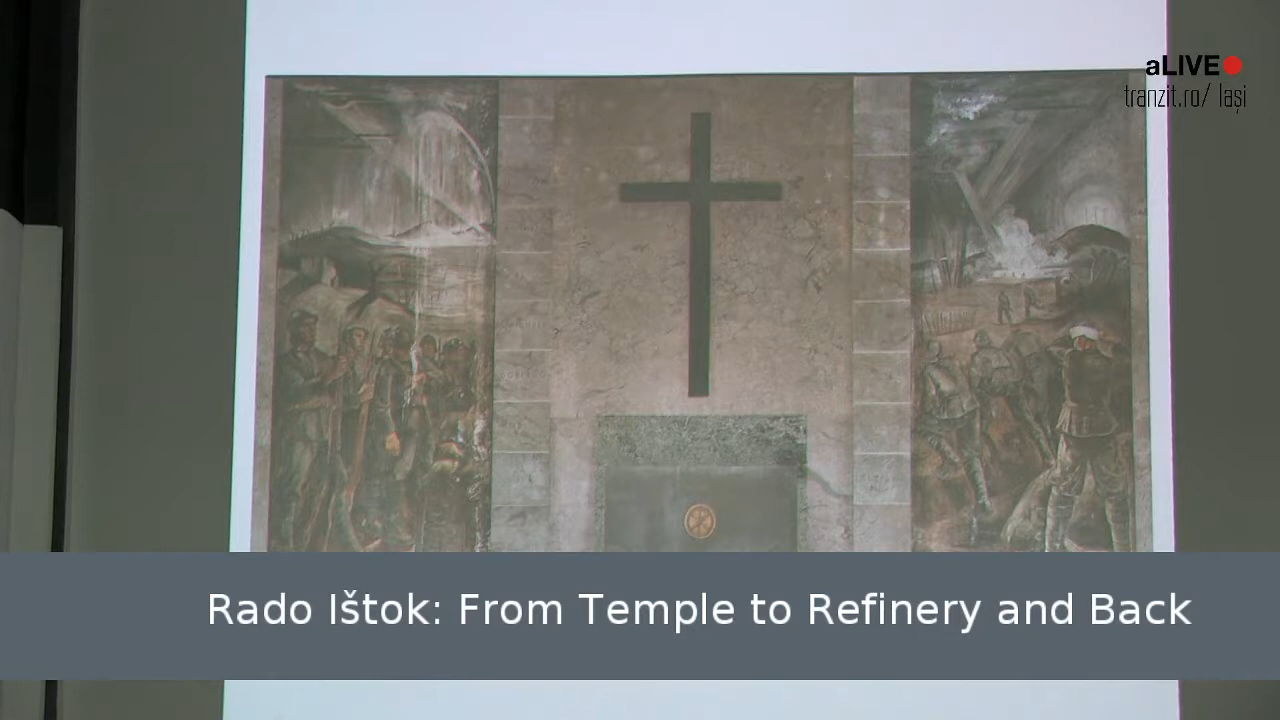 aLIVE
tranzit.ro/ Iași
Rado Ištok: From Temple to Refinery and Back